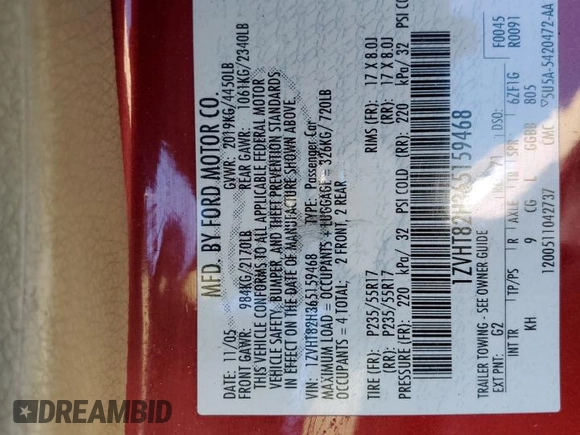 MFD. BY FORD MOTOR CO.
DATE: 11/05 GVWR: 2019KG/4450LB
FRONT GAWR: 984KG/2170LB REAR GAWR: 1061KG/2340LB
THIS VEHICLE CONFORMS TO ALL APPLICABLE FEDERAL MOTOR
VEHICLE SAFETY, BUMPER, AND THEFT PREVENTION STANDARDS
IN EFFECT ON THE DATE OF MANUFACTURE SHOWN ABOVE.
VIN: 1ZVHT82H365159468 TYPE: Passenger Car
MAXIMUM LOAD = OCCUPANTS + LUGGAGE = 326KG/720LB
OCCUPANTS = 4 TOTAL; 2 FRONT, 2 REAR
TIRE (FR): P235/55R17 RIMS (FR): 17 X 8.0J
(RR): P235/55R17 (RR): 17 X 8.0J
PRESSURE (FR): 220 kPa/ 32 PSI COLD (RR): 220 kPa/ 32 PSI COLD
1ZVHT82H365159468
F0045
R0091
TRAILER TOWING - SEE OWNER GUIDE
EXT PNT: G2 DSO:
INT TR TP/PS R AXLE TR SPR 6ZF1G
KH 9 CG L GGBB 805
12005110A2737 CMC 5U5A-5420472-AA
DREAMBID